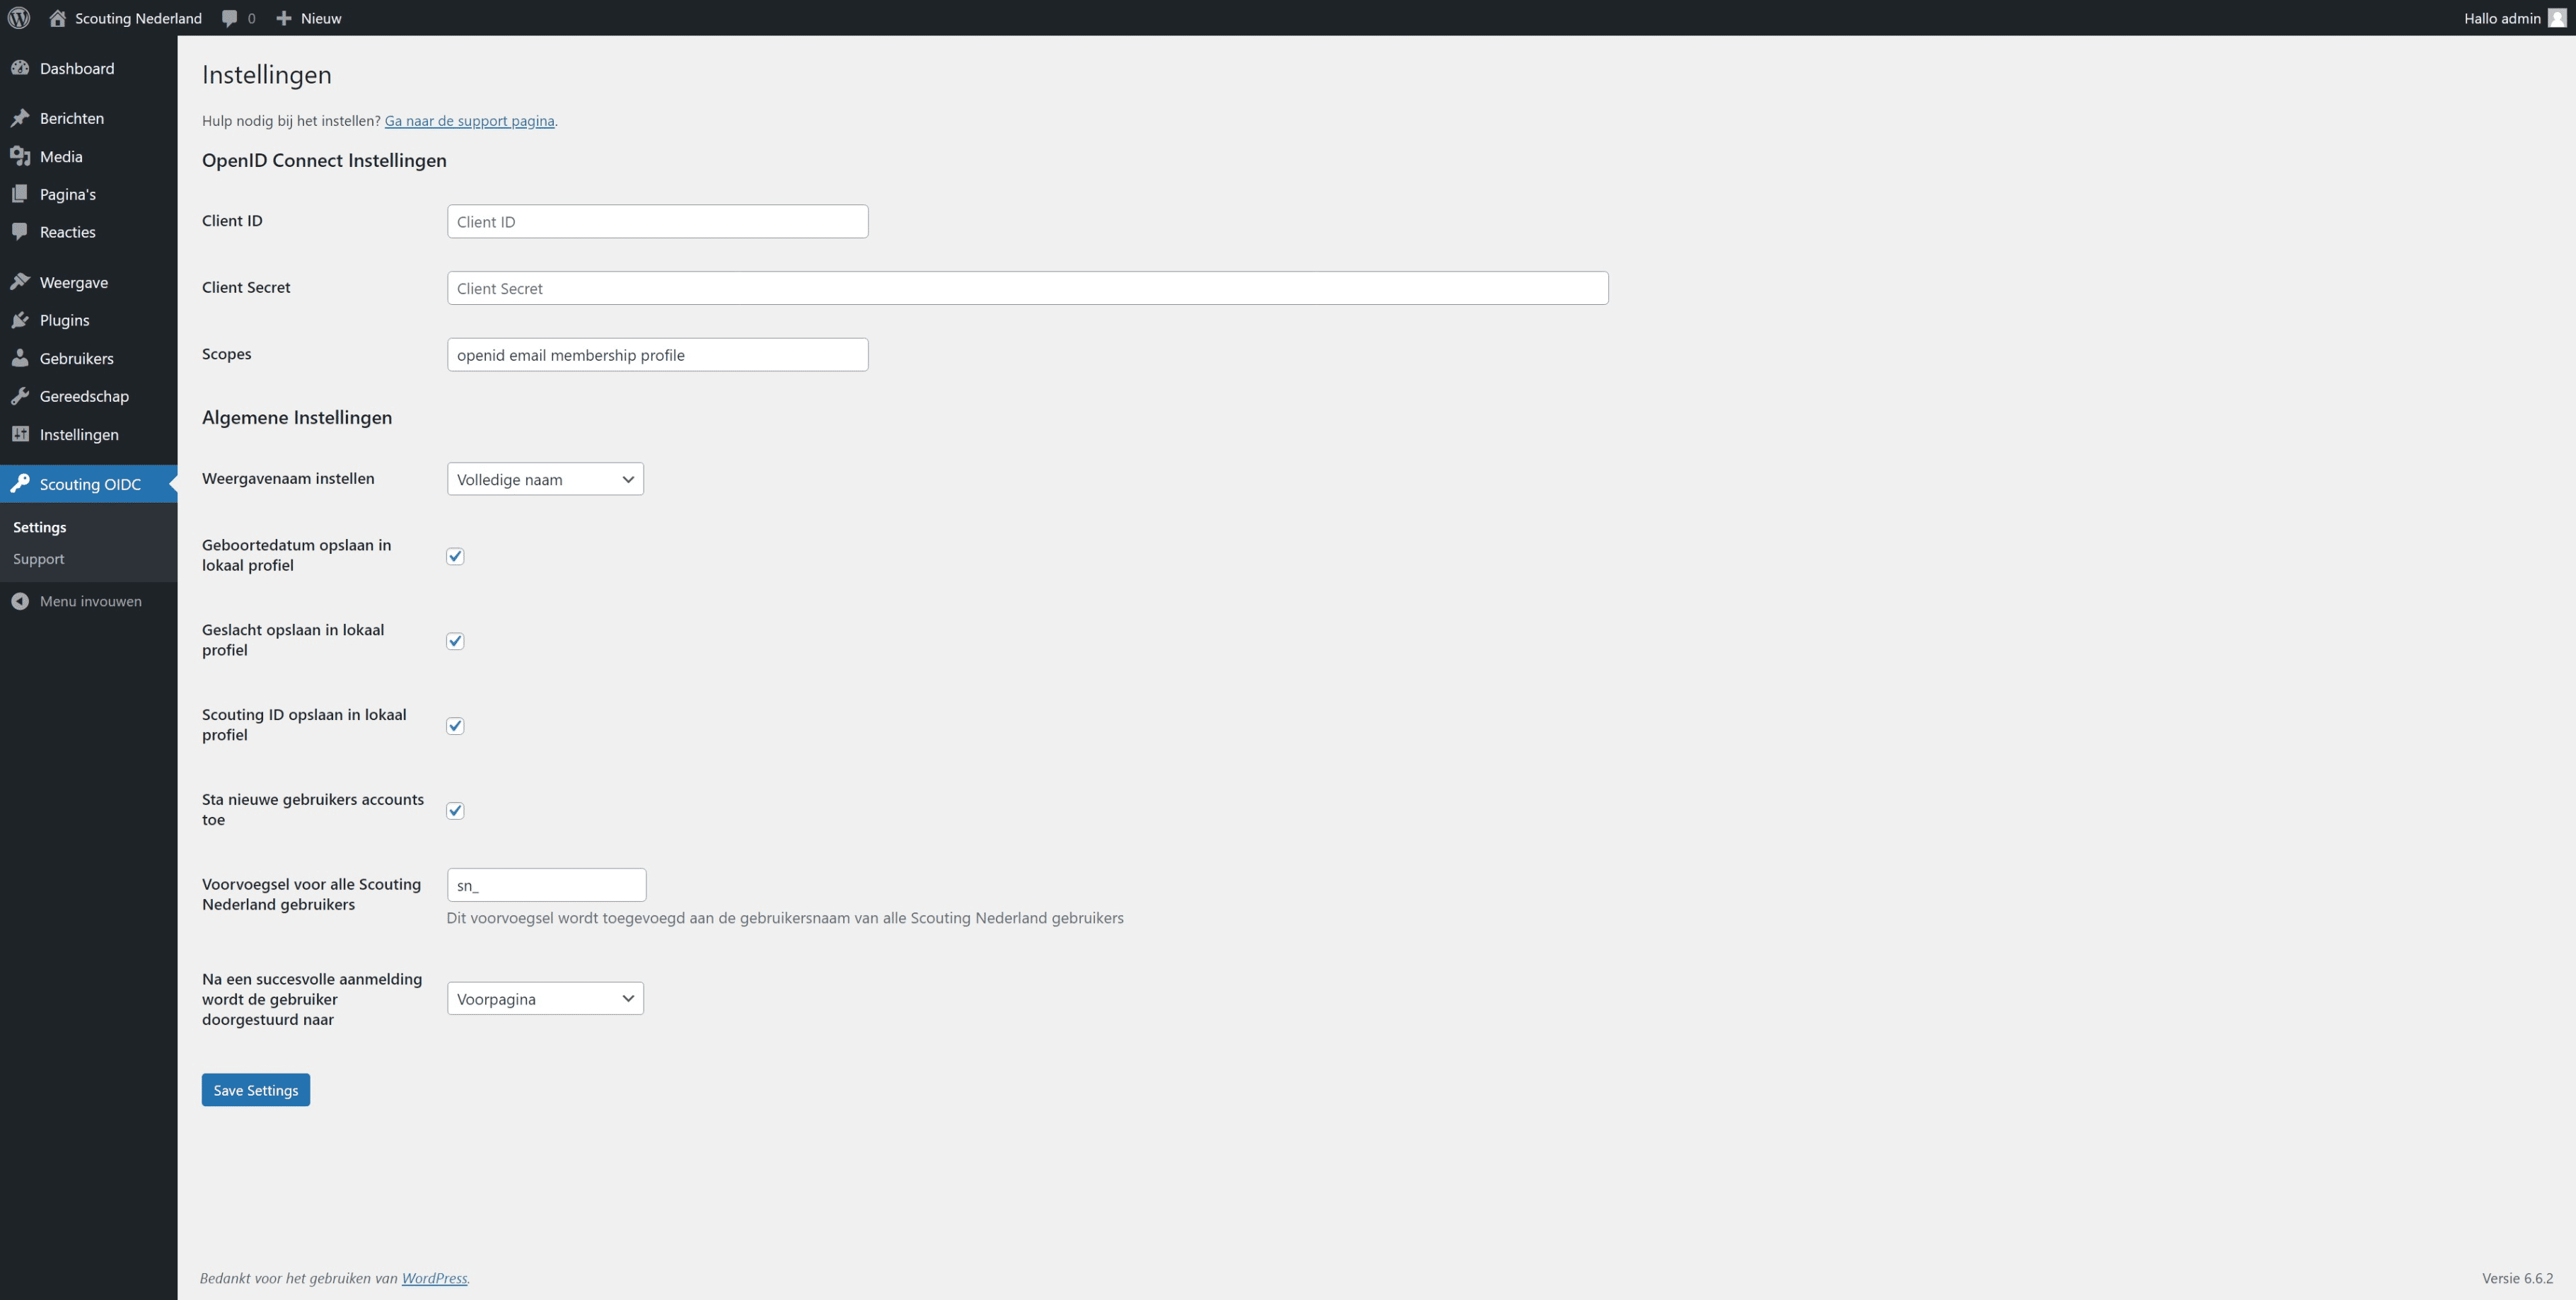 Scouting Nederland 0 Nieuw Hallo admin
Dashboard
Berichten
Media
Pagina's
Reacties
Weergave
Plugins
Gebruikers
Gereedschap
Instellingen
Scouting OIDC
Settings
Support
Menu invouwen
Instellingen
Hulp nodig bij het instellen? Ga naar de support pagina.
OpenID Connect Instellingen
Client ID Client ID
Client Secret Client Secret
Scopes openid email membership profile
Algemene Instellingen
Weergavenaam instellen Volledige naam
Geboortedatum opslaan in
lokaal profiel
Geslacht opslaan in lokaal
profiel
Scouting ID opslaan in lokaal
profiel
Sta nieuwe gebruikers accounts
toe
Voorvoegsel voor alle Scouting
Nederland gebruikers
sn_
Dit voorvoegsel wordt toegevoegd aan de gebruikersnaam van alle Scouting Nederland gebruikers
Na een succesvolle aanmelding
wordt de gebruiker
doorgestuurd naar
Voorpagina
Save Settings
Bedankt voor het gebruiken van WordPress.
Versie 6.6.2